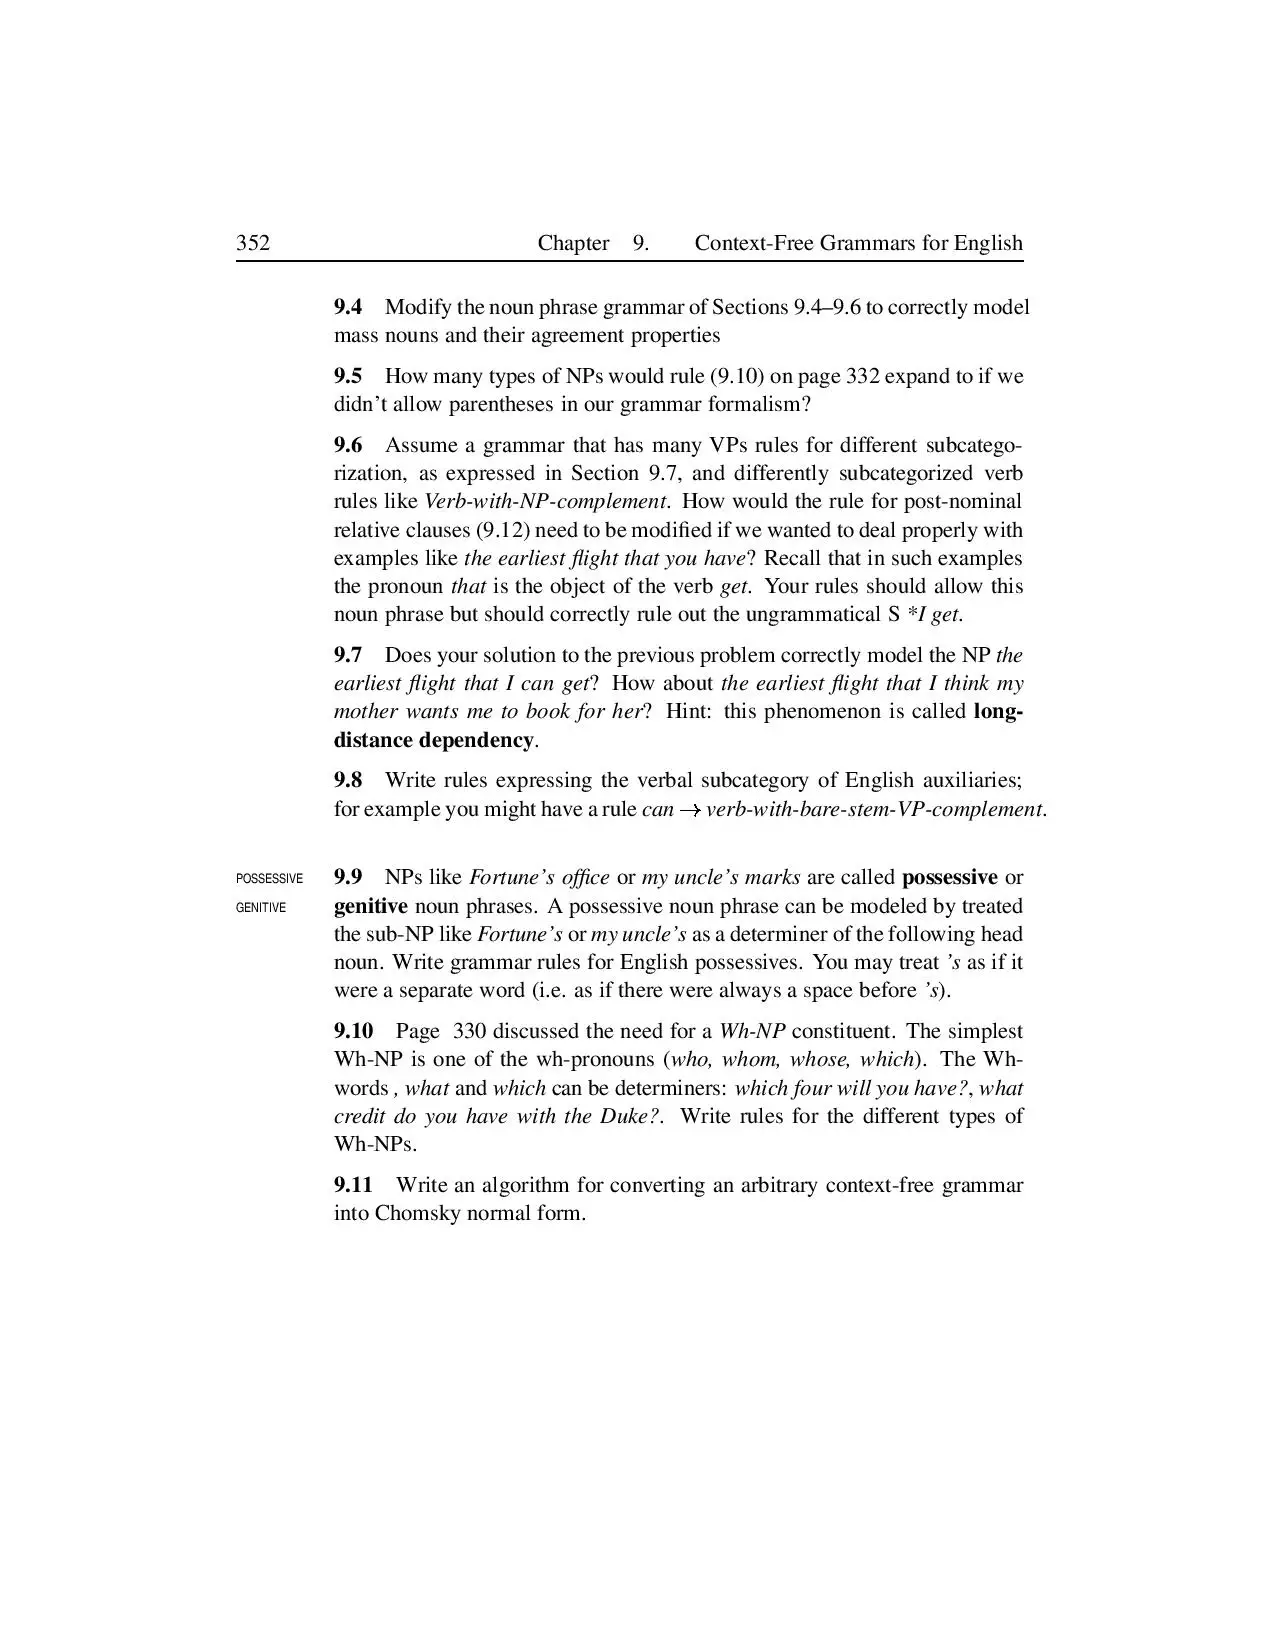 352 Chapter 9. Context-Free Grammars for English
9.4 Modify the noun phrase grammar of Sections 9.4–9.6 to correctly model
mass nouns and their agreement properties
9.5 How many types of NPs would rule (9.10) on page 332 expand to if we
didn’t allow parentheses in our grammar formalism?
9.6 Assume a grammar that has many VPs rules for different subcatego-
rization, as expressed in Section 9.7, and differently subcategorized verb
rules like Verb-with-NP-complement. How would the rule for post-nominal
relative clauses (9.12) need to be modified if we wanted to deal properly with
examples like the earliest flight that you have? Recall that in such examples
the pronoun that is the object of the verb get. Your rules should allow this
noun phrase but should correctly rule out the ungrammatical S *I get.
9.7 Does your solution to the previous problem correctly model the NP the
earliest flight that I can get? How about the earliest flight that I think my
mother wants me to book for her? Hint: this phenomenon is called long-
distance dependency.
9.8 Write rules expressing the verbal subcategory of English auxiliaries;
for example you might have a rule can → verb-with-bare-stem-VP-complement.
POSSESSIVE 9.9 NPs like Fortune’s office or my uncle’s marks are called possessive or
GENITIVE genitive noun phrases. A possessive noun phrase can be modeled by treated
the sub-NP like Fortune’s or my uncle’s as a determiner of the following head
noun. Write grammar rules for English possessives. You may treat ’s as if it
were a separate word (i.e. as if there were always a space before ’s).
9.10 Page 330 discussed the need for a Wh-NP constituent. The simplest
Wh-NP is one of the wh-pronouns (who, whom, whose, which). The Wh-
words , what and which can be determiners: which four will you have?, what
credit do you have with the Duke?. Write rules for the different types of
Wh-NPs.
9.11 Write an algorithm for converting an arbitrary context-free grammar
into Chomsky normal form.